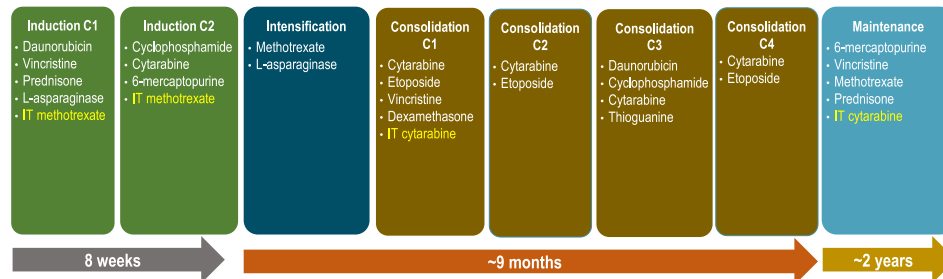 Induction C1
• Daunorubicin
• Vincristine
• Prednisone
• L-asparaginase
• IT methotrexate
Induction C2
• Cyclophosphamide
• Cytarabine
• 6-mercaptopurine
• IT methotrexate
Intensification
• Methotrexate
• L-asparaginase
Consolidation
C1
• Cytarabine
• Etoposide
• Vincristine
• Dexamethasone
• IT cytarabine
Consolidation
C2
• Cytarabine
• Etoposide
Consolidation
C3
• Daunorubicin
• Cyclophosphamide
• Cytarabine
• Thioguanine
Consolidation
C4
• Cytarabine
• Etoposide
Maintenance
• 6-mercaptopurine
• Vincristine
• Methotrexate
• Prednisone
• IT cytarabine
8 weeks
~9 months
~2 years